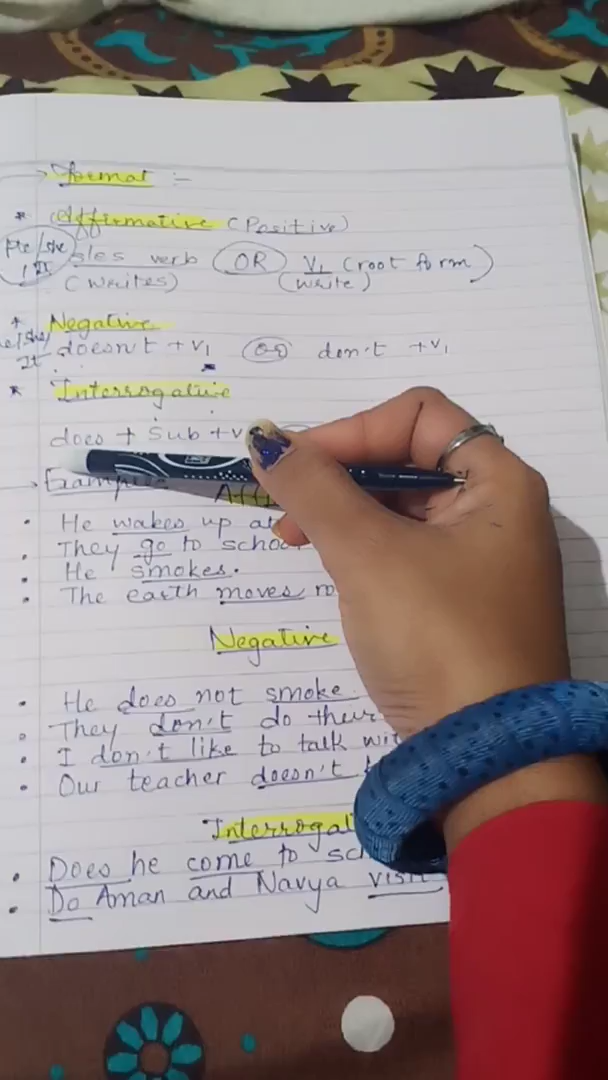 → Format :-
* Affirmative (Positive)
He/she/It s/es verb OR V1 (root form)
(Writes) (Write)
* Negative
He/she/It doesn't + V1 OR don't + V1
* Interrogative
does + Sub + V
→ Example
He wakes up at
They go to school
He smokes.
The earth moves
Negative
He does not smoke.
They don't do their
I don't like to talk
Our teacher doesn't
Does he come to
Do Aman and Navya visit